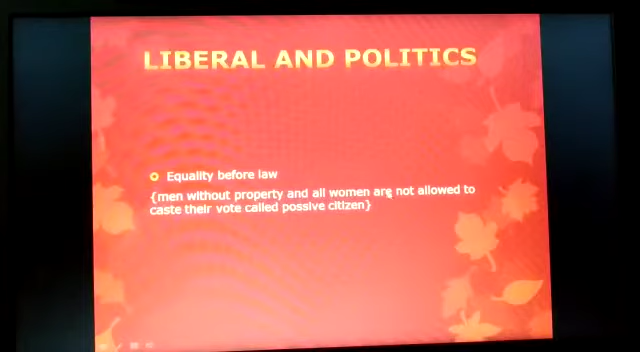 LIBERAL AND POLITICS
Equality before law
{men without property and all women are not allowed to
caste their vote called possive citizen}